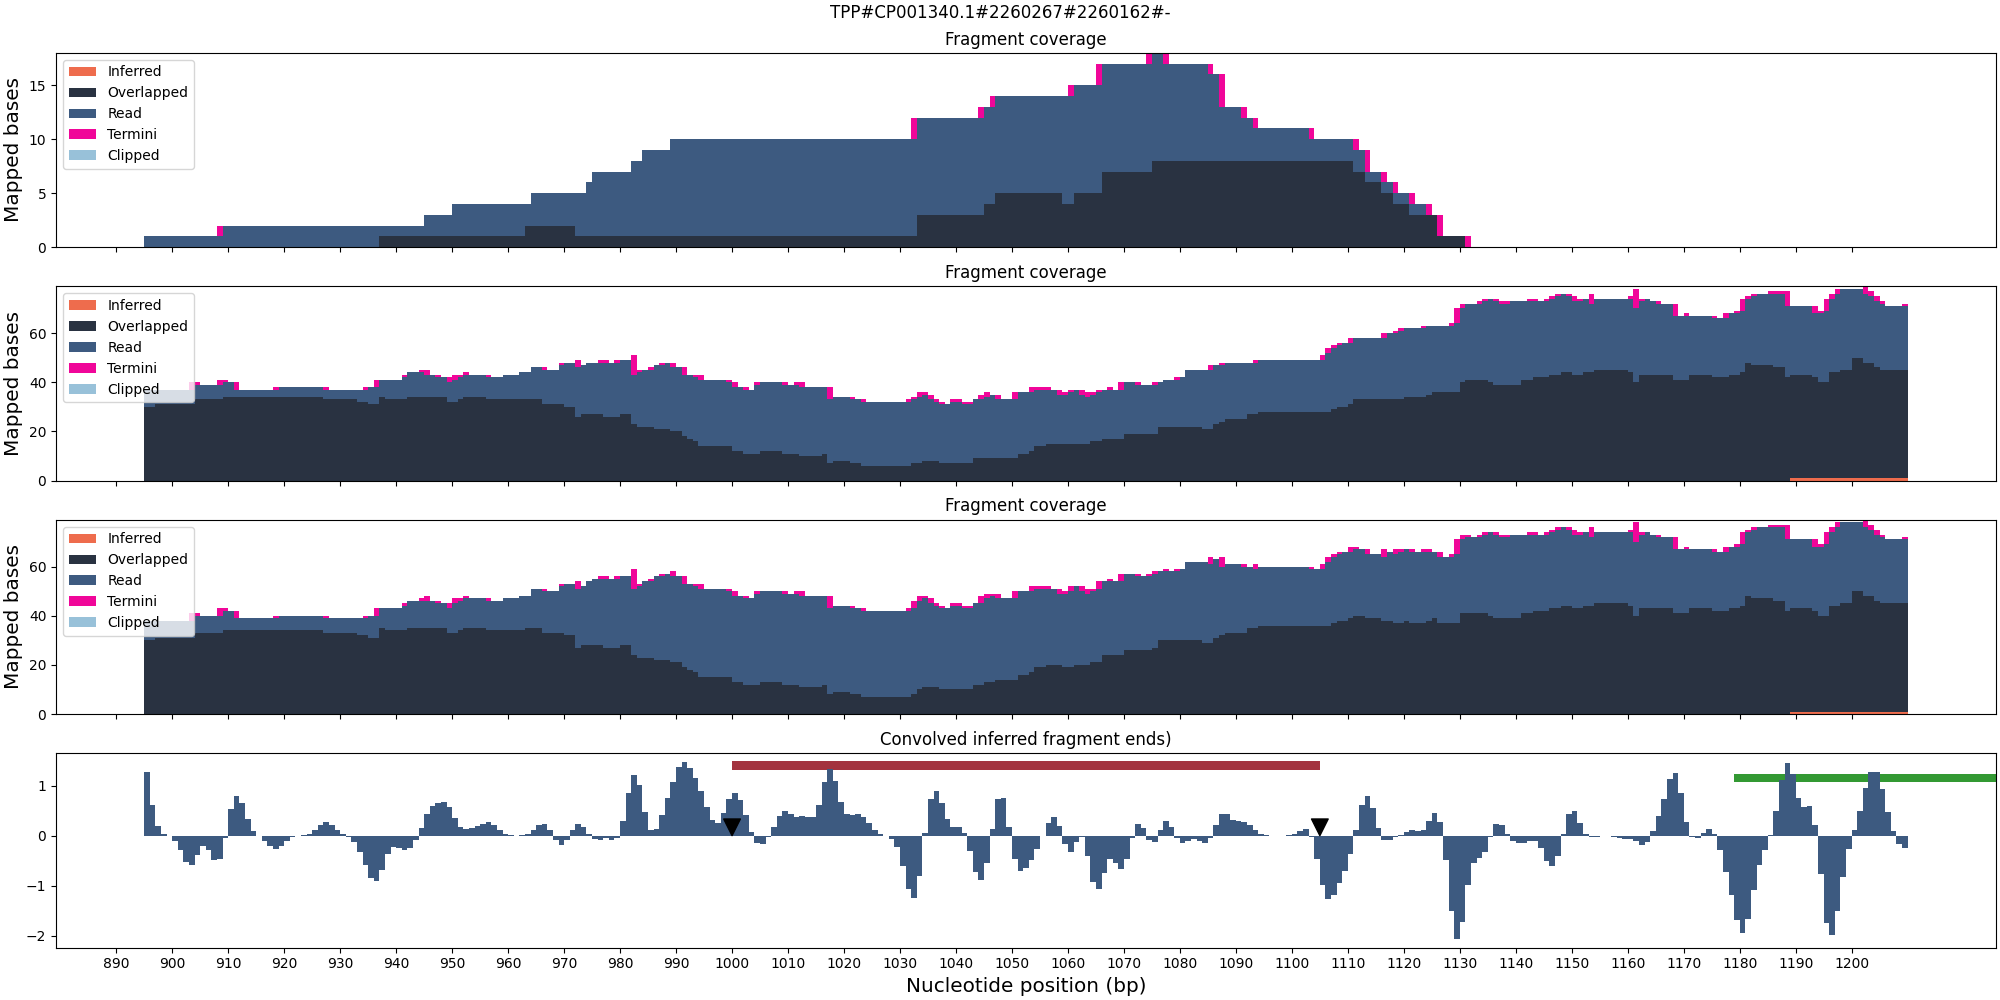 TPP#CP001340.1#2260267#2260162#-
Fragment coverage
Mapped bases
15
10
5
0
Inferred
Overlapped
Read
Termini
Clipped
Fragment coverage
Mapped bases
60
40
20
0
Inferred
Overlapped
Read
Termini
Clipped
Fragment coverage
Mapped bases
60
40
20
0
Inferred
Overlapped
Read
Termini
Clipped
Convolved inferred fragment ends)
1
0
−1
−2
890 900 910 920 930 940 950 960 970 980 990 1000 1010 1020 1030 1040 1050 1060 1070 1080 1090 1100 1110 1120 1130 1140 1150 1160 1170 1180 1190 1200
Nucleotide position (bp)